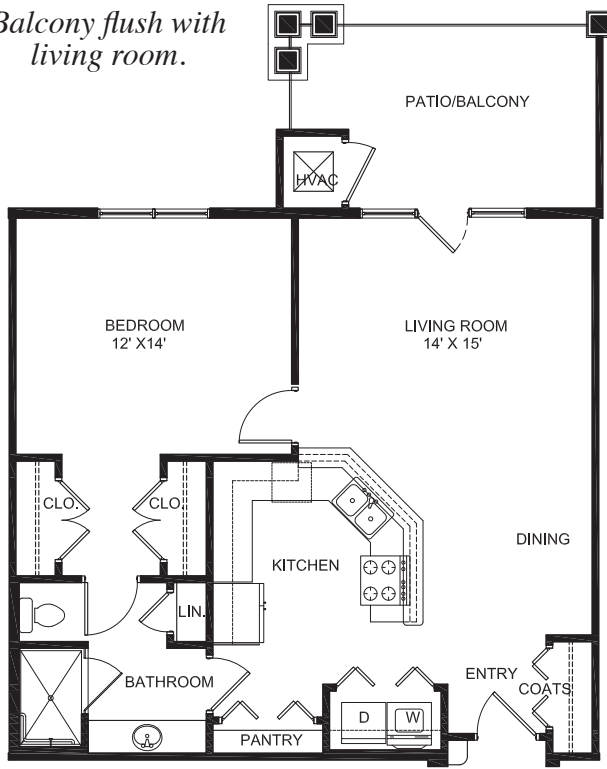 Balcony flush with
living room.
PATIO/BALCONY
HVAC
BEDROOM
12' X14'
LIVING ROOM
14' X 15'
CLO.
CLO.
KITCHEN
DINING
LIN.
BATHROOM
ENTRY
COATS
D
W
PANTRY